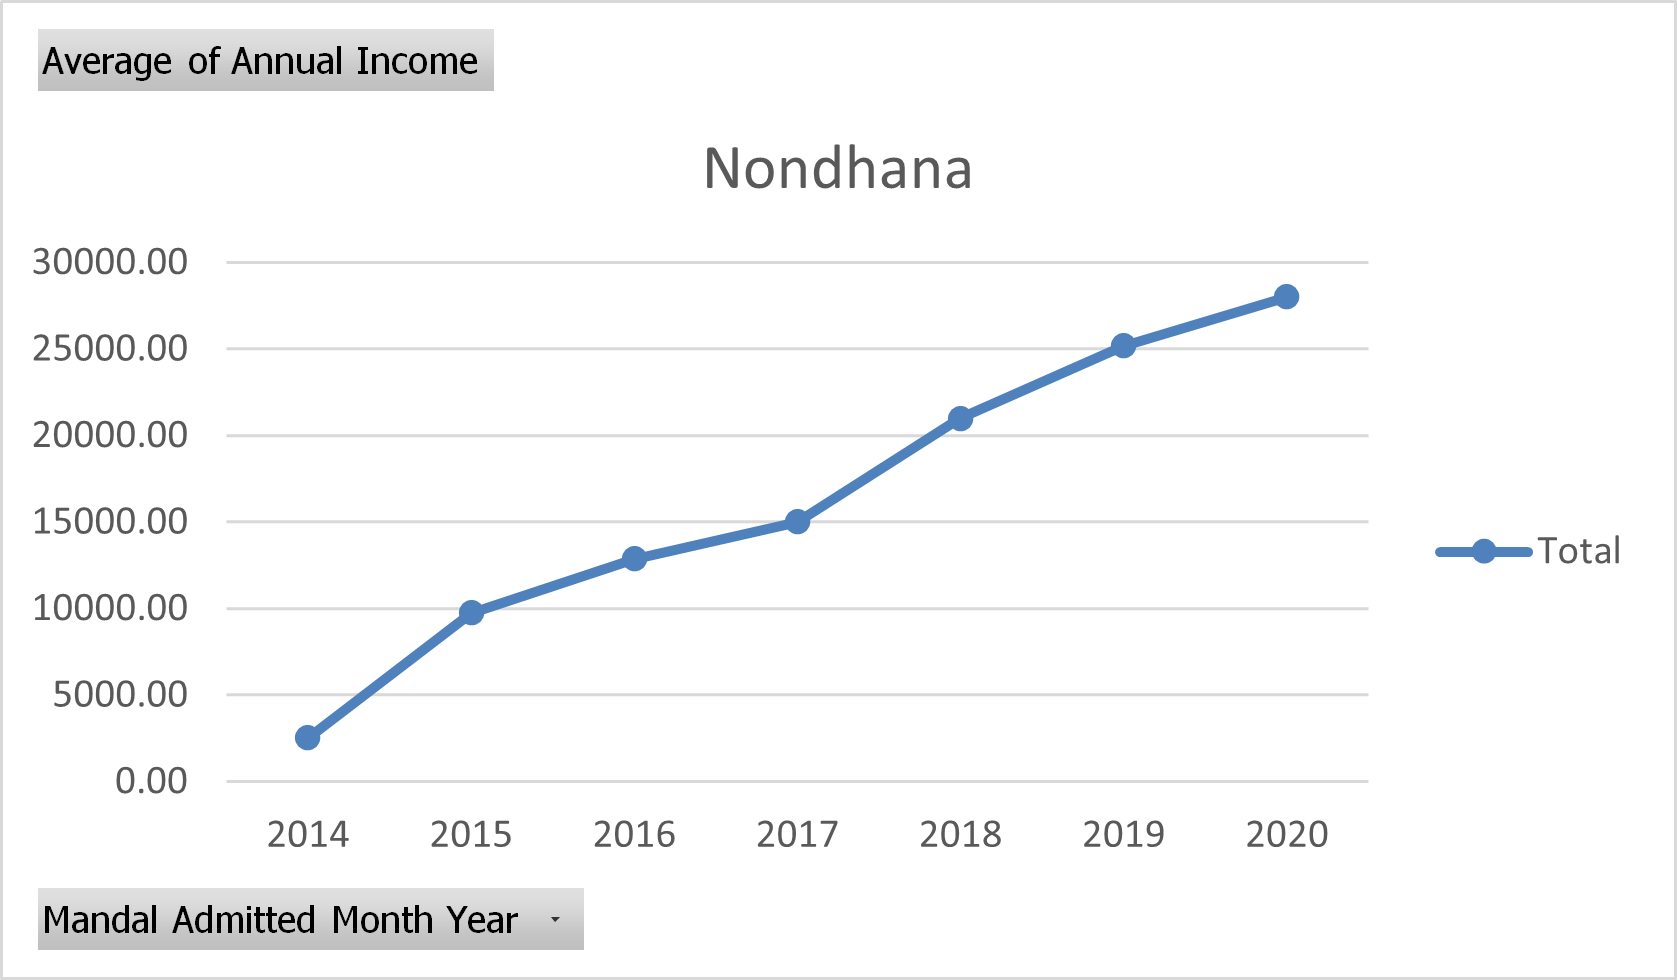 Average of Annual Income
Nondhana
30000.00
25000.00
20000.00
15000.00
10000.00
5000.00
0.00
2014 2015 2016 2017 2018 2019 2020
Total
Mandal Admitted Month Year